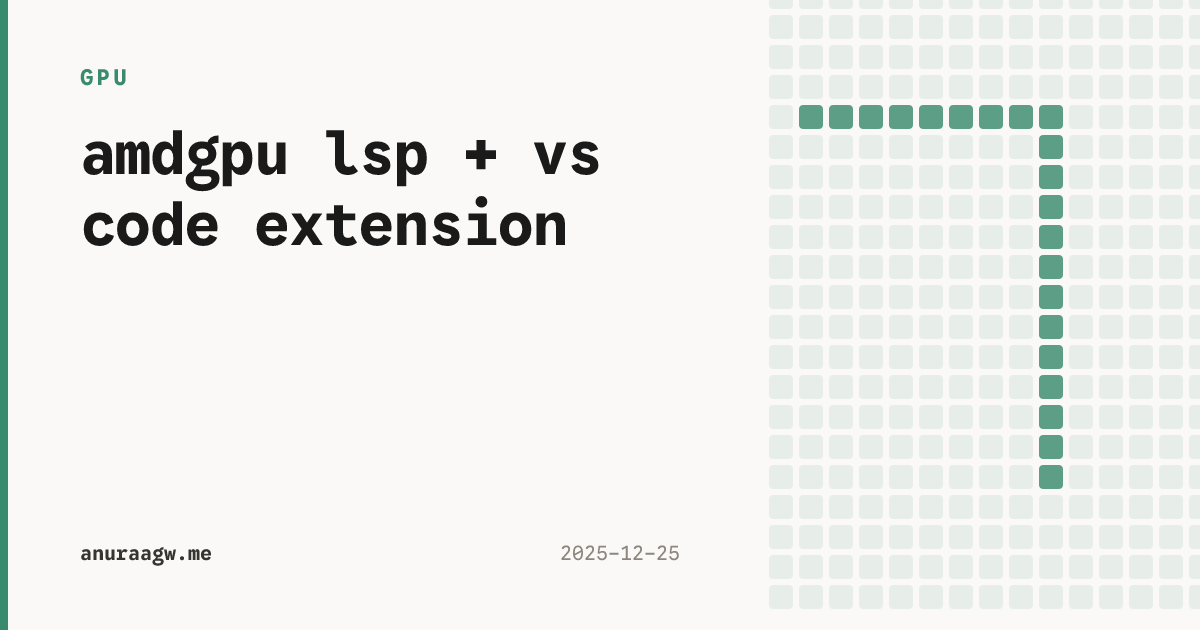 GPU
amdgpu lsp + vs
code extension
anuraagw.me
2025-12-25